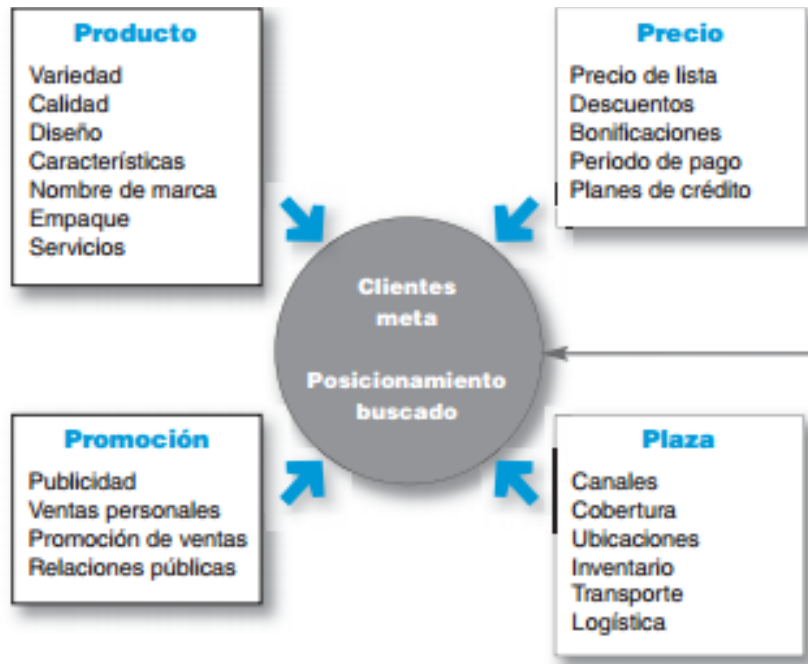 Producto
Variedad
Calidad
Diseño
Características
Nombre de marca
Empaque
Servicios
Precio
Precio de lista
Descuentos
Bonificaciones
Periodo de pago
Planes de crédito
Clientes
meta
Posicionamiento
buscado
Promoción
Publicidad
Ventas personales
Promoción de ventas
Relaciones públicas
Plaza
Canales
Cobertura
Ubicaciones
Inventario
Transporte
Logística